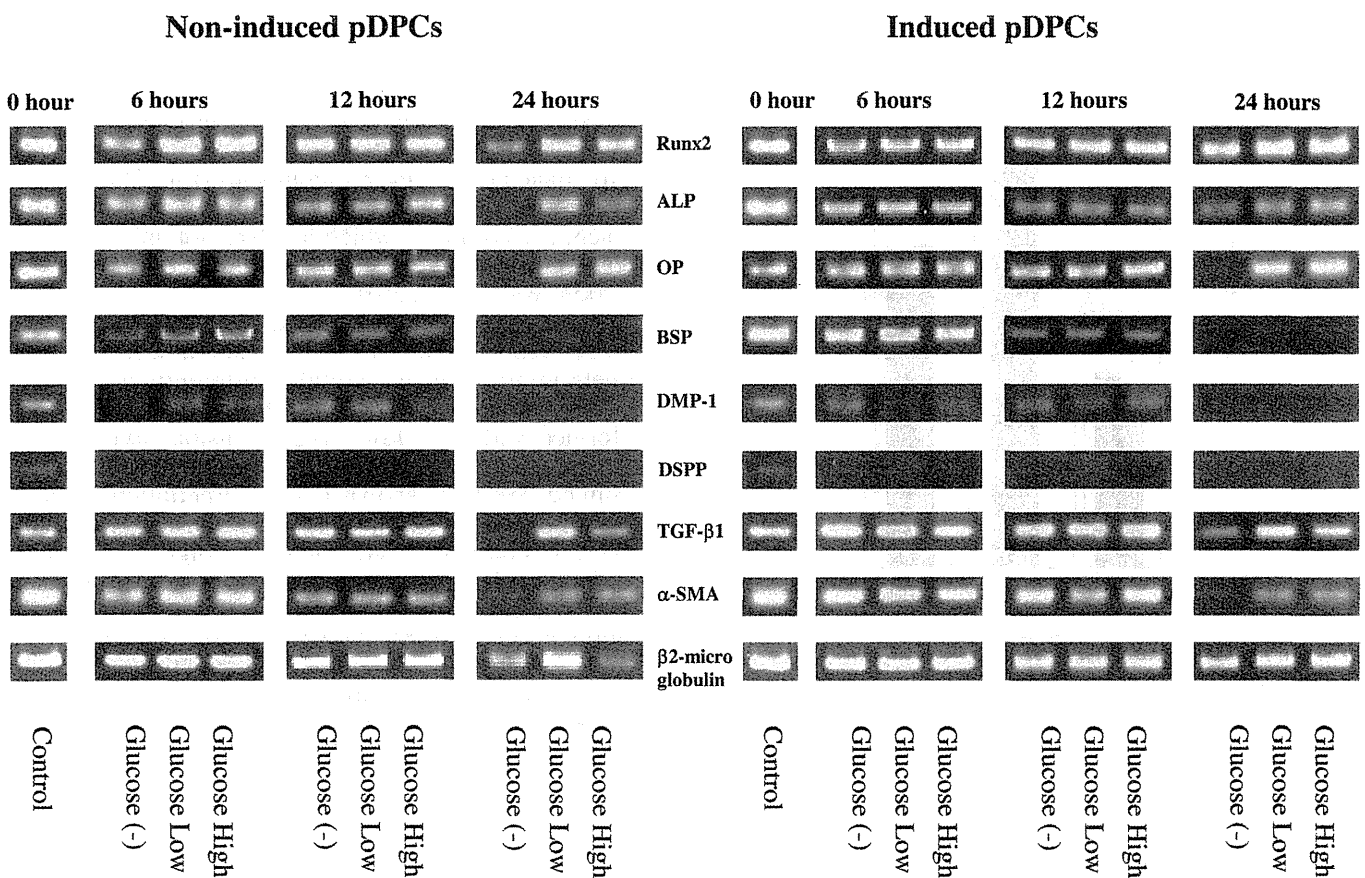 Non-induced pDPCs
Induced pDPCs
0 hour 6 hours 12 hours 24 hours
0 hour 6 hours 12 hours 24 hours
Runx2
ALP
OP
BSP
DMP-1
DSPP
TGF-β1
α-SMA
β2-micro
globulin
Control
Glucose (-)
Glucose Low
Glucose High
Glucose (-)
Glucose Low
Glucose High
Glucose (-)
Glucose Low
Glucose High
Control
Glucose (-)
Glucose Low
Glucose High
Glucose (-)
Glucose Low
Glucose High
Glucose (-)
Glucose Low
Glucose High